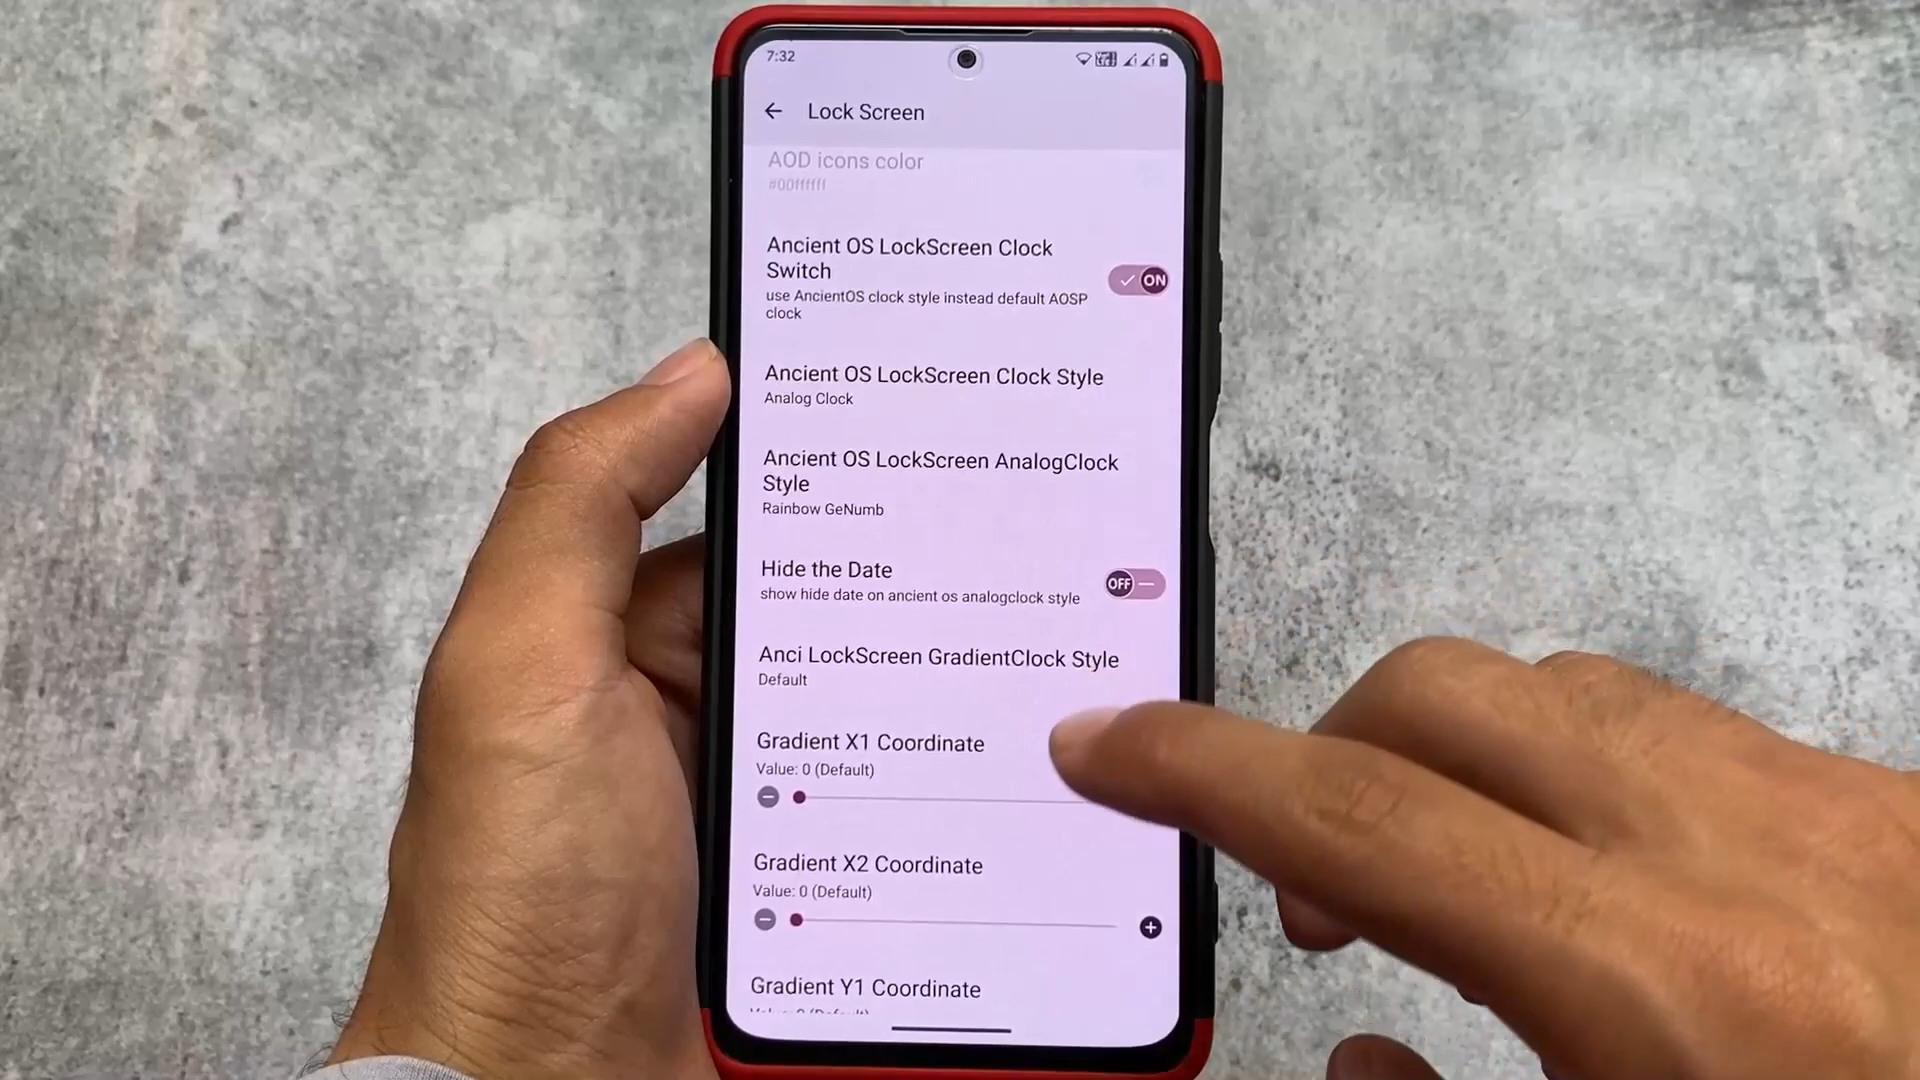 7:32
Lock Screen
AOD icons color
#00ffffff
Ancient OS LockScreen Clock
Switch
use AncientOS clock style instead default AOSP
clock
ON
Ancient OS LockScreen Clock Style
Analog Clock
Ancient OS LockScreen AnalogClock
Style
Rainbow GeNumb
Hide the Date
show hide date on ancient os analogclock style
OFF
Anci LockScreen GradientClock Style
Default
Gradient X1 Coordinate
Value: 0 (Default)
Gradient X2 Coordinate
Value: 0 (Default)
Gradient Y1 Coordinate